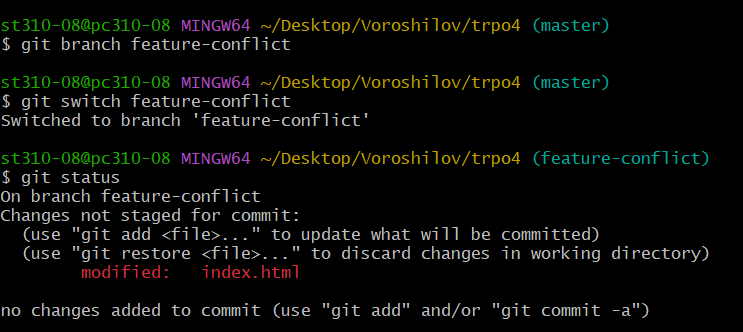 st310-08@pc310-08 MINGW64 ~/Desktop/Voroshilov/trpo4 (master)
$ git branch feature-conflict
st310-08@pc310-08 MINGW64 ~/Desktop/Voroshilov/trpo4 (master)
$ git switch feature-conflict
Switched to branch 'feature-conflict'
st310-08@pc310-08 MINGW64 ~/Desktop/Voroshilov/trpo4 (feature-conflict)
$ git status
On branch feature-conflict
Changes not staged for commit:
  (use "git add <file>..." to update what will be committed)
  (use "git restore <file>..." to discard changes in working directory)
        modified:   index.html
no changes added to commit (use "git add" and/or "git commit -a")